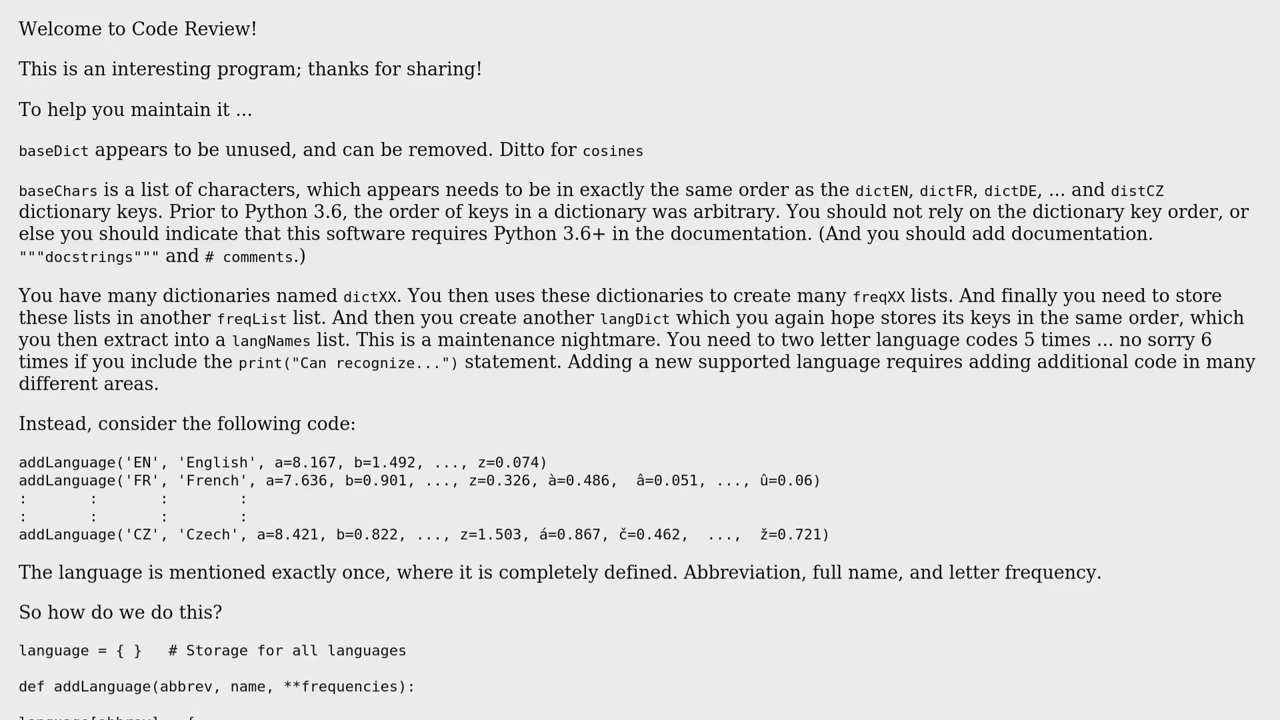 Welcome to Code Review!
This is an interesting program; thanks for sharing!
To help you maintain it ...
baseDict appears to be unused, and can be removed. Ditto for cosines
baseChars is a list of characters, which appears needs to be in exactly the same order as the dictEN, dictFR, dictDE, ... and distCZ
dictionary keys. Prior to Python 3.6, the order of keys in a dictionary was arbitrary. You should not rely on the dictionary key order, or
else you should indicate that this software requires Python 3.6+ in the documentation. (And you should add documentation.
"""docstrings""" and # comments.)
You have many dictionaries named dictXX. You then uses these dictionaries to create many freqXX lists. And finally you need to store
these lists in another freqList list. And then you create another langDict which you again hope stores its keys in the same order, which
you then extract into a langNames list. This is a maintenance nightmare. You need to two letter language codes 5 times ... no sorry 6
times if you include the print("Can recognize...") statement. Adding a new supported language requires adding additional code in many
different areas.
Instead, consider the following code:
addLanguage('EN', 'English', a=8.167, b=1.492, ..., z=0.074)
addLanguage('FR', 'French', a=7.636, b=0.901, ..., z=0.326, à=0.486,  â=0.051, ..., û=0.06)
:       :       :        :
:       :       :        :
addLanguage('CZ', 'Czech', a=8.421, b=0.822, ..., z=1.503, á=0.867, č=0.462,  ...,  ž=0.721)
The language is mentioned exactly once, where it is completely defined. Abbreviation, full name, and letter frequency.
So how do we do this?
language = { }   # Storage for all languages
def addLanguage(abbrev, name, **frequencies):